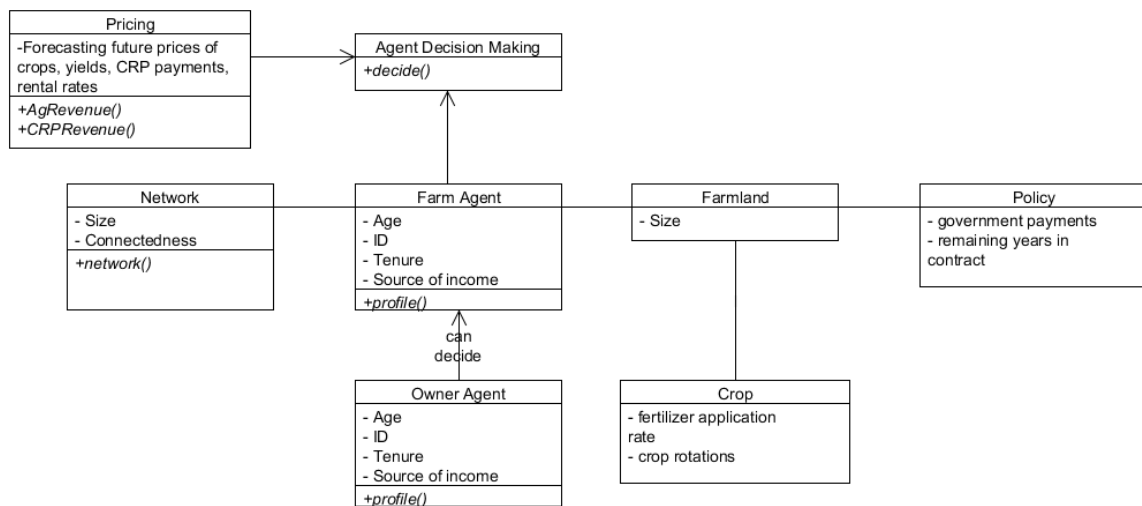 Pricing
-Forecasting future prices of
crops, yields, CRP payments,
rental rates
+AgRevenue()
+CRPRevenue()
Agent Decision Making
+decide()
Network
- Size
- Connectedness
+network()
Farm Agent
- Age
- ID
- Tenure
- Source of income
+profile()
Farmland
- Size
Policy
- government payments
- remaining years in
contract
can
decide
Owner Agent
- Age
- ID
- Tenure
- Source of income
+profile()
Crop
- fertilizer application
rate
- crop rotations